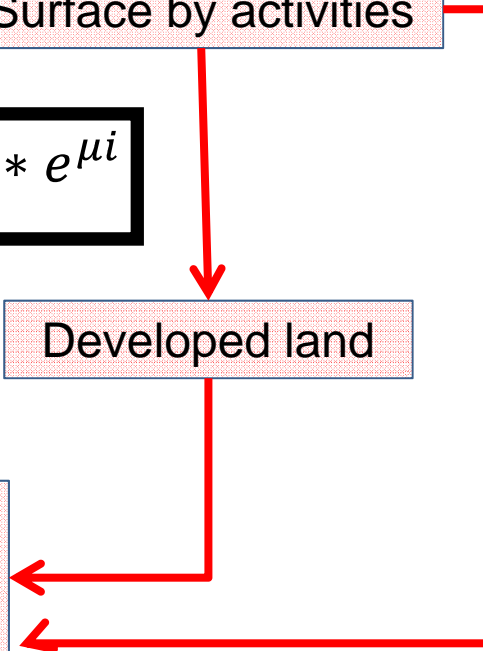 Surface by activities
* e^{μi}
Developed land